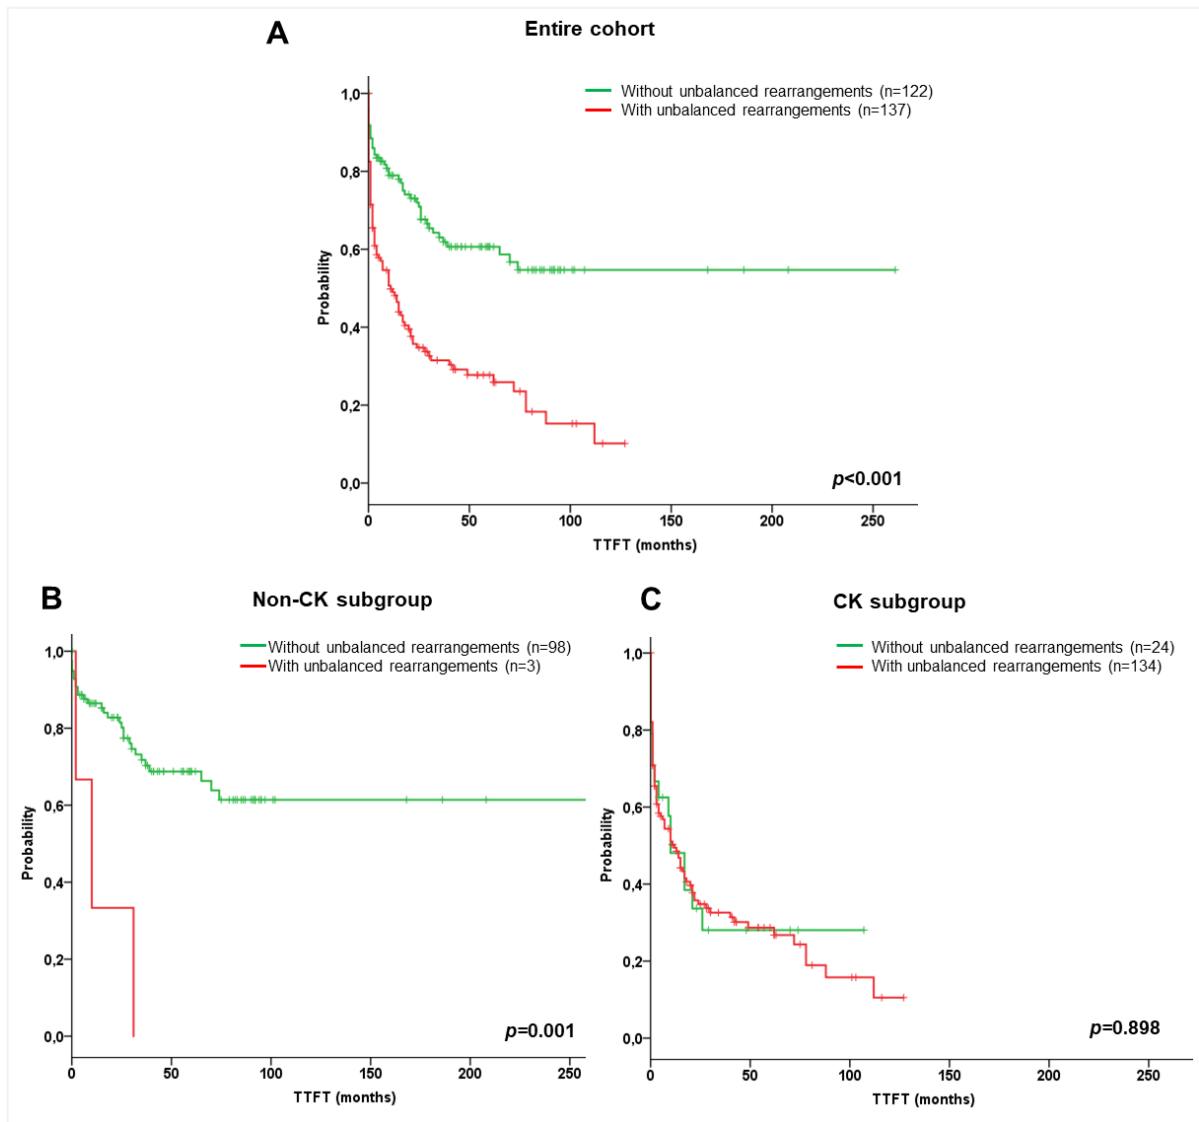 A
Entire cohort
Without unbalanced rearrangements (n=122)
With unbalanced rearrangements (n=137)
1,0
0,8
0,6
0,4
0,2
0,0
Probability
p<0.001
0 50 100 150 200 250
TTFT (months)
B
Non-CK subgroup
Without unbalanced rearrangements (n=98)
With unbalanced rearrangements (n=3)
1,0
0,8
0,6
0,4
0,2
0,0
Probability
p=0.001
0 50 100 150 200 250
TTFT (months)
C
CK subgroup
Without unbalanced rearrangements (n=24)
With unbalanced rearrangements (n=134)
1,0
0,8
0,6
0,4
0,2
0,0
Probability
p=0.898
0 50 100 150 200 250
TTFT (months)